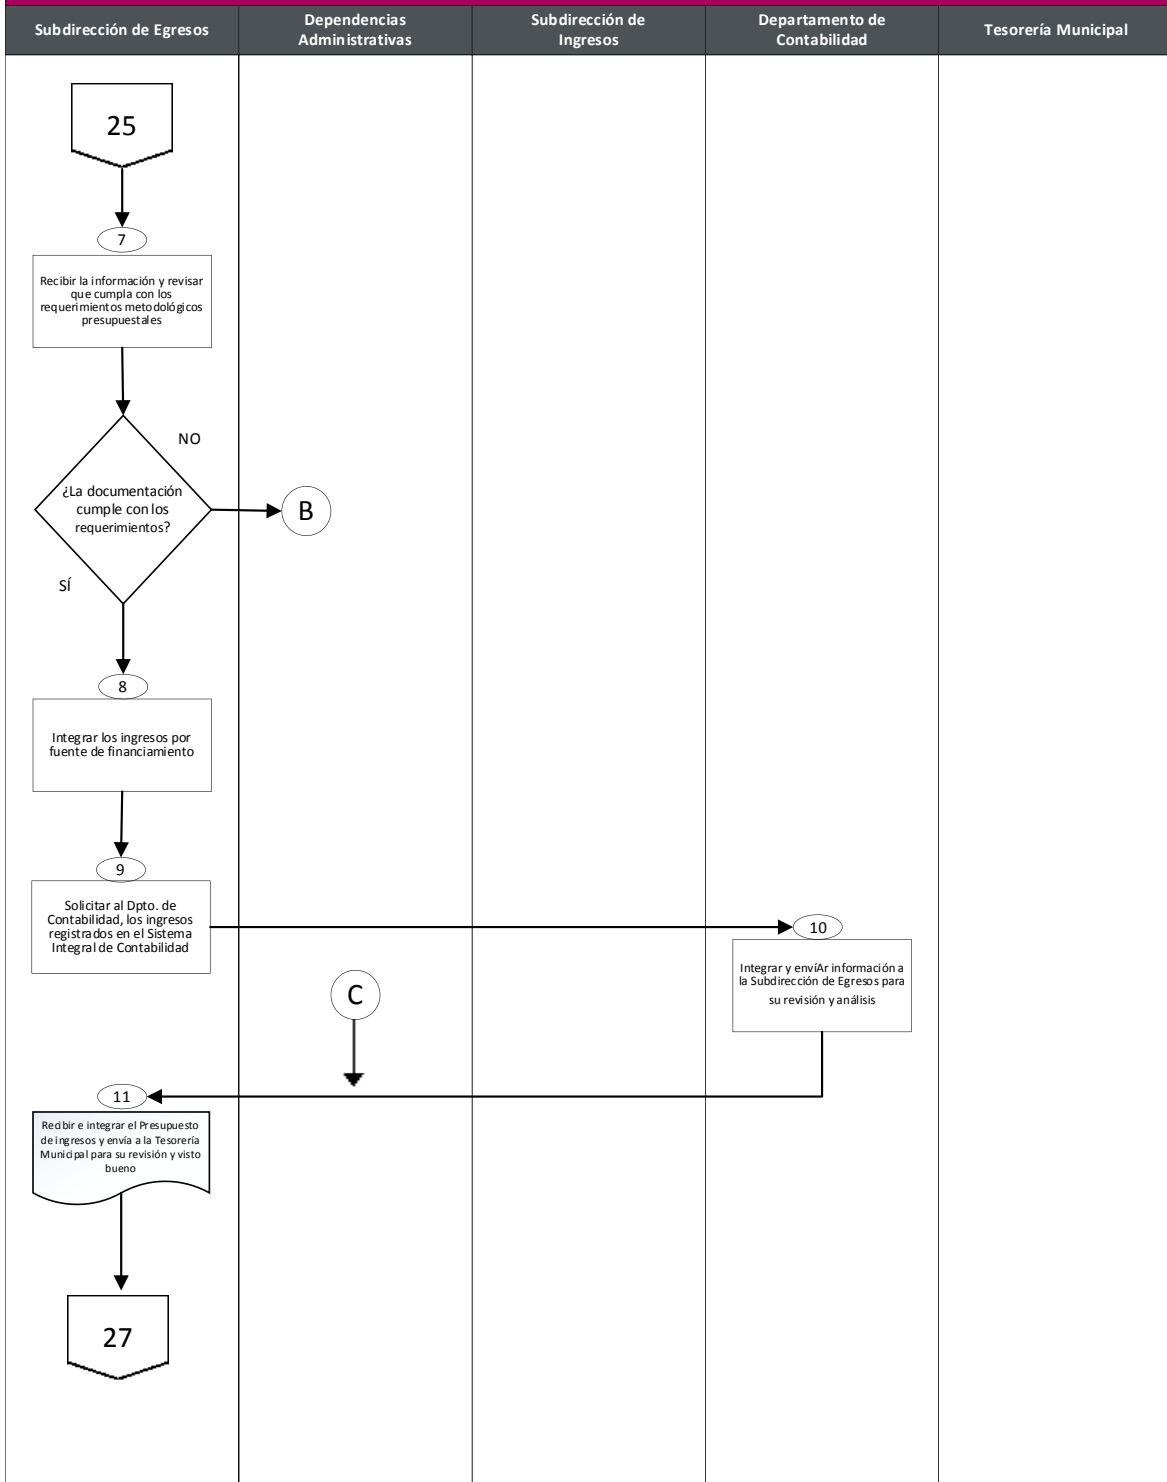 Subdirección de Egresos
Dependencias
Administrativas
Subdirección de
Ingresos
Departamento de
Contabilidad
Tesorería Municipal
25
7
Recibir la información y revisar
que cumpla con los
requerimientos metodológicos
presupuestales
NO
¿La documentación
cumple con los
requerimientos?
B
SÍ
8
Integrar los ingresos por
fuente de financiamiento
9
Solicitar al Dpto. de
Contabilidad, los ingresos
registrados en el Sistema
Integral de Contabilidad
10
Integrar y envíAr información a
la Subdirección de Egresos para
su revisión y análisis
C
11
Recibir e integrar el Presupuesto
de ingresos y envía a la Tesorería
Municipal para su revisión y visto
bueno
27